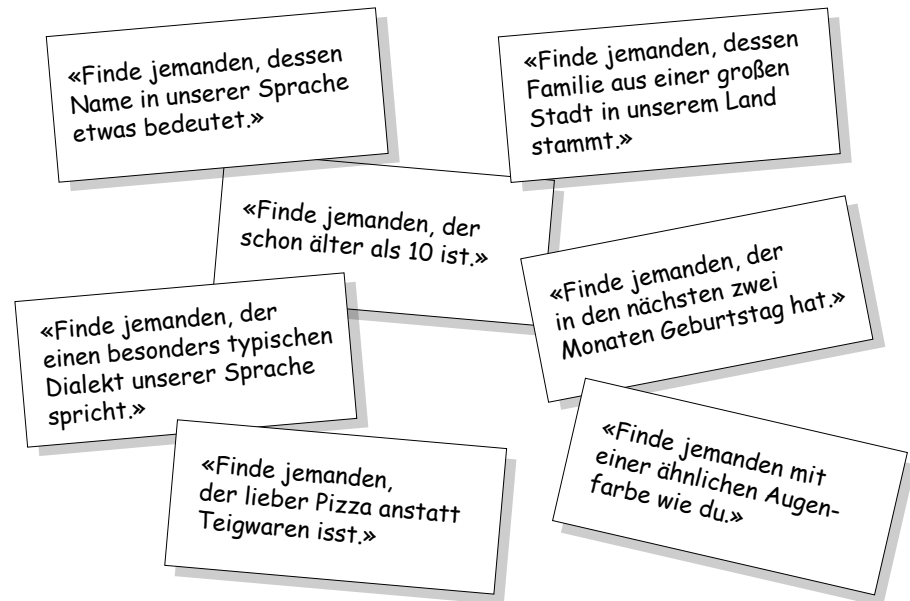 «Finde jemanden, dessen
Name in unserer Sprache
etwas bedeutet.»
«Finde jemanden, dessen
Familie aus einer großen
Stadt in unserem Land
stammt.»
«Finde jemanden, der
schon älter als 10 ist.»
«Finde jemanden, der
in den nächsten zwei
Monaten Geburtstag hat.»
«Finde jemanden, der
einen besonders typischen
Dialekt unserer Sprache
spricht.»
«Finde jemanden,
der lieber Pizza anstatt
Teigwaren isst.»
«Finde jemanden mit
einer ähnlichen Augen-
farbe wie du.»